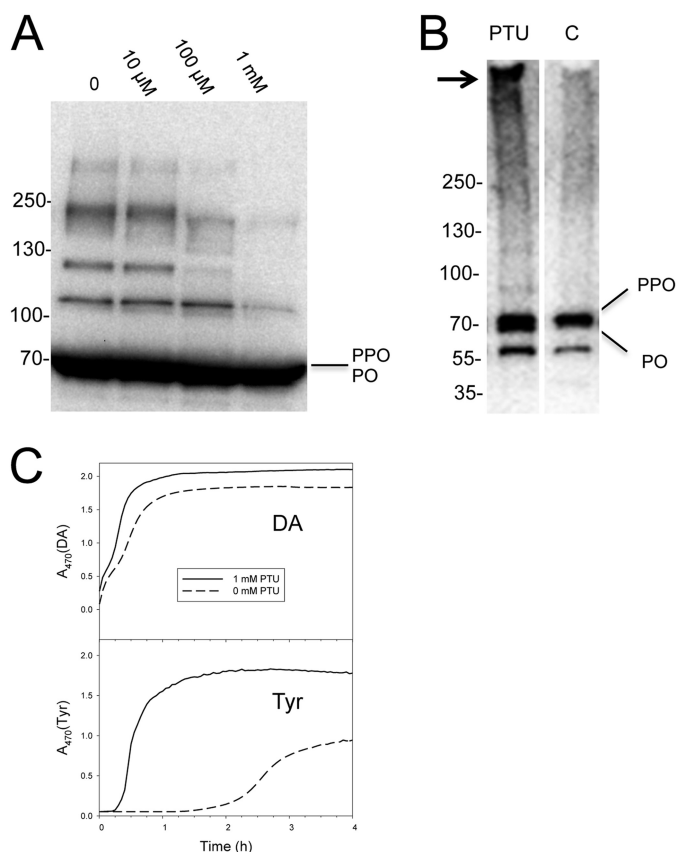 A
0
10 µM
100 µM
1 mM
250-
130-
100-
70-
PPO
PO
B
PTU
C
250-
130-
100-
70-
55-
35-
PPO
PO
C
A470(DA)
2.0
1.5
1.0
0.5
0.0
DA
1 mM PTU
0 mM PTU
A470(Tyr)
2.0
1.5
1.0
0.5
0.0
Tyr
0
1
2
3
4
Time (h)